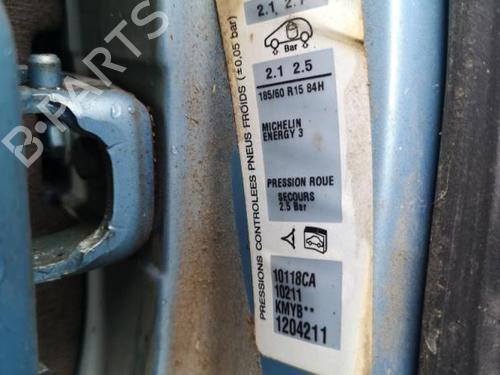 2.1, 2.
Bar
2.1 2.5
185/60 R15 84H
MICHELIN
ENERGY 3
PRESSION ROUE
SECOURS
2.5 Bar
PRESSIONS CONTROLEES PNEUS FROIDS (±0,05 bar)
10118CA
10211
KMYB**
1204211
B-PARTS